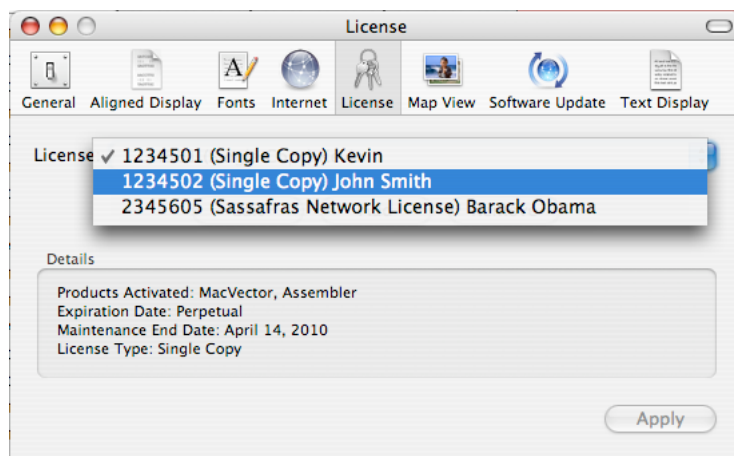 License
General Aligned Display Fonts Internet License Map View Software Update Text Display
License ✓ 1234501 (Single Copy) Kevin
1234502 (Single Copy) John Smith
2345605 (Sassafras Network License) Barack Obama
Details
Products Activated: MacVector, Assembler
Expiration Date: Perpetual
Maintenance End Date: April 14, 2010
License Type: Single Copy
Apply